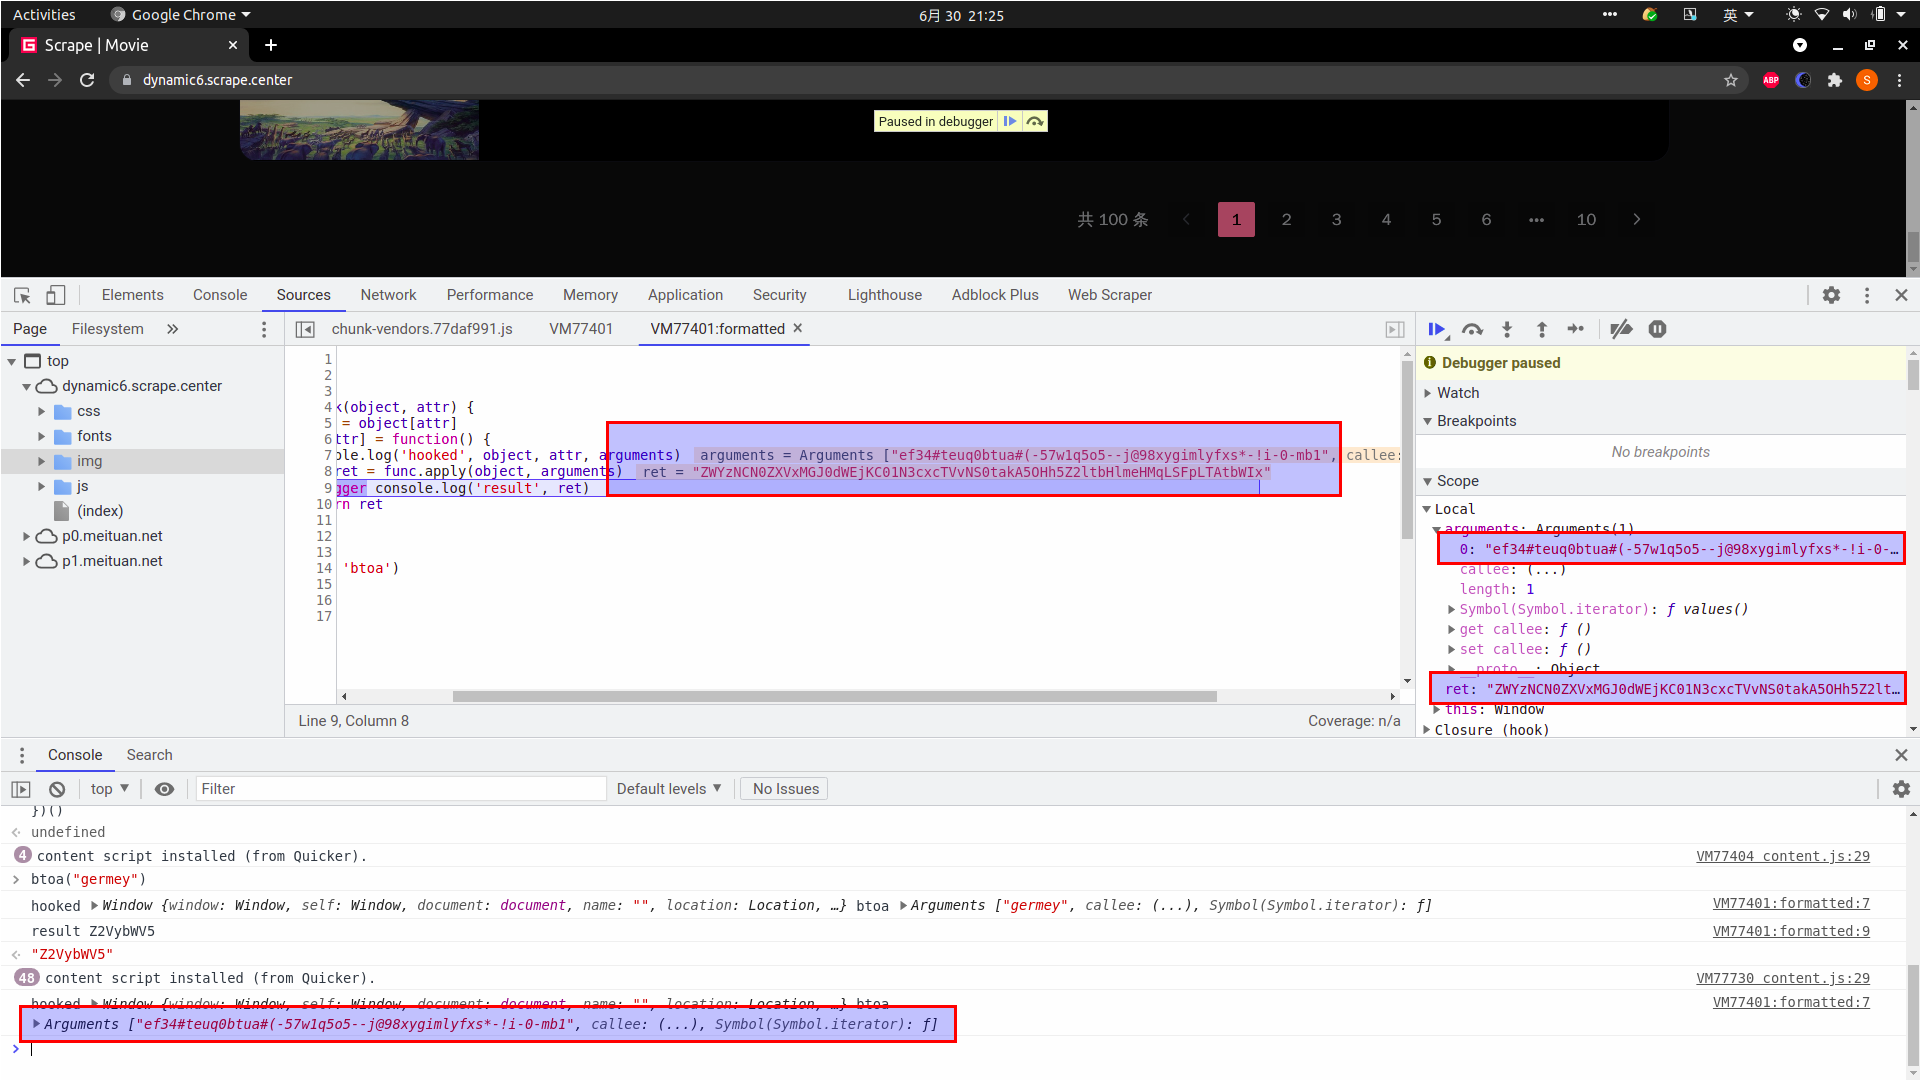 Activities
Google Chrome
6月 30 21:25
英
Scrape | Movie
dynamic6.scrape.center
ABP
S
Paused in debugger
共 100 条
1 2 3 4 5 6 ••• 10
Elements Console Sources Network Performance Memory Application Security Lighthouse Adblock Plus Web Scraper
Page Filesystem
chunk-vendors.77daf991.js VM77401 VM77401:formatted
top
dynamic6.scrape.center
css
fonts
img
js
(index)
p0.meituan.net
p1.meituan.net
1
2
3
4 k(object, attr) {
5 = object[attr]
6 ttr] = function() {
7 ole.log('hooked', object, attr, arguments) arguments = Arguments ["ef34#teuq0btua#(-57w1q5o5--j@98xygimlyfxs*-!i-0-mb1", callee:
8 ret = func.apply(object, arguments) ret = "ZWYzNCN0ZXVxMGJ0dWEjKC01N3cxcTVvNS0takA5OHh5Z2ltbHlmeHMqLSFpLTAtbWIx"
9 gger console.log('result', ret)
10 rn ret
11
12
13
14 'btoa')
15
16
17
Line 9, Column 8
Coverage: n/a
Debugger paused
Watch
Breakpoints
No breakpoints
Scope
Local
arguments: Arguments(1)
0: "ef34#teuq0btua#(-57w1q5o5--j@98xygimlyfxs*-!i-0-…
callee: (...)
length: 1
Symbol(Symbol.iterator): ƒ values()
get callee: ƒ ()
set callee: ƒ ()
__proto__: Object
ret: "ZWYzNCN0ZXVxMGJ0dWEjKC01N3cxcTVvNS0takA5OHh5Z2lt…
this: Window
Closure (hook)
Console Search
top
Filter
Default levels
No Issues
})()
undefined
4 content script installed (from Quicker). VM77404 content.js:29
btoa("germey")
hooked Window {window: Window, self: Window, document: document, name: "", location: Location, …} btoa Arguments ["germey", callee: (...), Symbol(Symbol.iterator): ƒ] VM77401:formatted:7
result Z2VybWV5 VM77401:formatted:9
"Z2VybWV5"
48 content script installed (from Quicker). VM77730 content.js:29
hooked Window {window: Window, self: Window, document: document, name: "", location: Location, …} btoa VM77401:formatted:7
Arguments ["ef34#teuq0btua#(-57w1q5o5--j@98xygimlyfxs*-!i-0-mb1", callee: (...), Symbol(Symbol.iterator): ƒ]